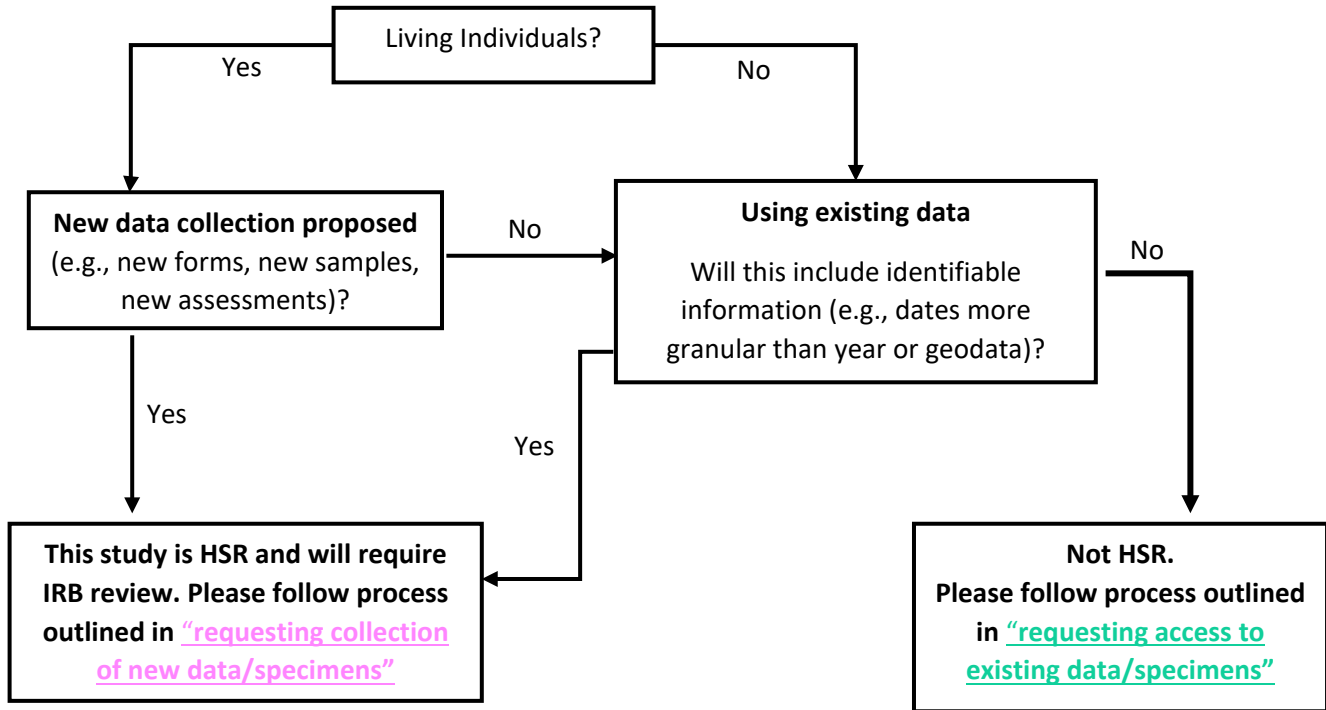 Living Individuals?
Yes
No
New data collection proposed
(e.g., new forms, new samples,
new assessments)?
No
Using existing data
Will this include identifiable
information (e.g., dates more
granular than year or geodata)?
No
Yes
Yes
This study is HSR and will require
IRB review. Please follow process
outlined in “requesting collection
of new data/specimens”
Not HSR.
Please follow process outlined
in “requesting access to
existing data/specimens”